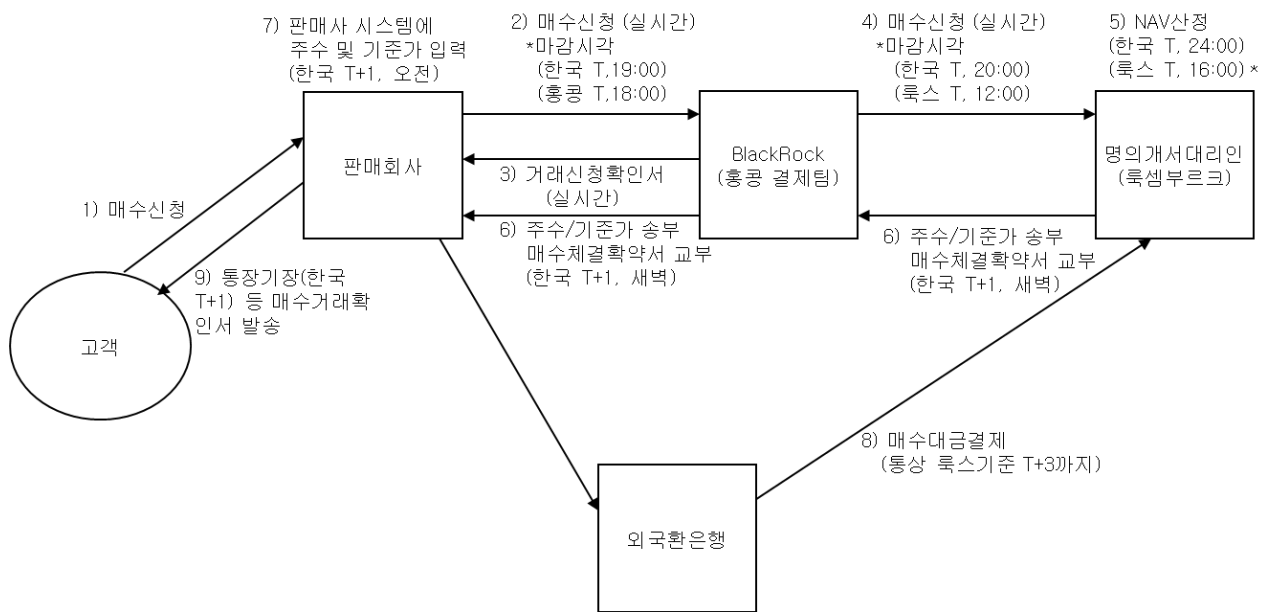 7) 판매사 시스템에
주수 및 기준가 입력
(한국 T+1, 오전)
2) 매수신청 (실시간)
*마감시각
(한국 T,19:00)
(홍콩 T,18:00)
4) 매수신청 (실시간)
*마감시각
(한국 T, 20:00)
(룩스 T, 12:00)
5) NAV산정
(한국 T, 24:00)
(룩스 T, 16:00) *
판매회사
BlackRock
(홍콩 결제팀)
명의개서대리인
(룩셈부르크)
3) 거래신청확인서
(실시간)
1) 매수신청
6) 주수/기준가 송부
매수체결확약서 교부
(한국 T+1, 새벽)
6) 주수/기준가 송부
매수체결확약서 교부
(한국 T+1, 새벽)
9) 통장기장(한국
T+1) 등 매수거래확
인서 발송
고객
8) 매수대금결제
(통상 룩스기준 T+3까지)
외국환은행